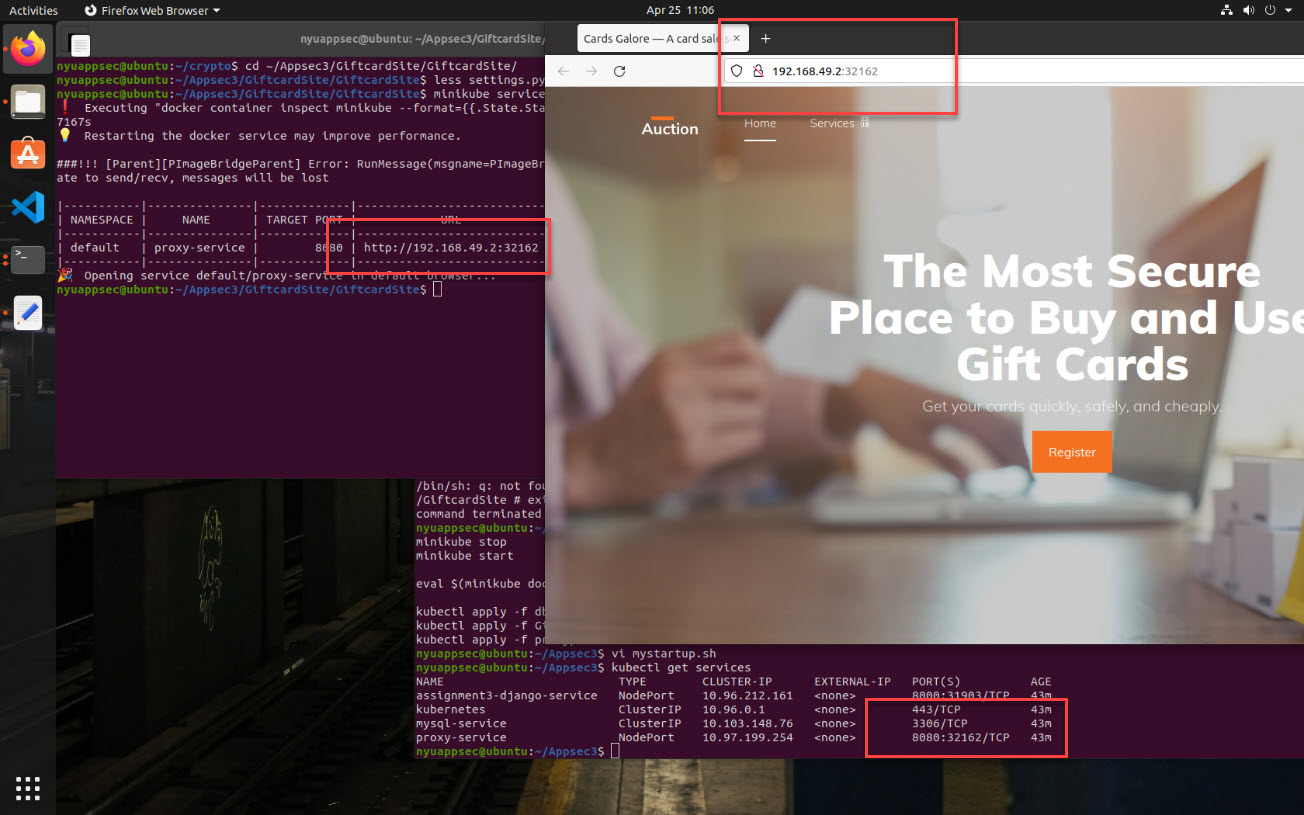 Activities
Firefox Web Browser
Apr 25 11:06
nyuappsec@ubuntu: ~/Appsec3/GiftcardSite/
nyuappsec@ubuntu:~/crypto$ cd ~/Appsec3/GiftcardSite/GiftcardSite/
nyuappsec@ubuntu:~/Appsec3/GiftcardSite/GiftcardSite$ less settings.py
nyuappsec@ubuntu:~/Appsec3/GiftcardSite/GiftcardSite$ minikube service
❗ Executing "docker container inspect minikube --format={{.State.Sta
7167s
💡 Restarting the docker service may improve performance.
###!!! [Parent][PImageBridgeParent] Error: RunMessage(msgname=PImageBr
ate to send/recv, messages will be lost
|-----------|---------------|-------------|---------------------------
| NAMESPACE | NAME | TARGET PORT | URL
|-----------|---------------|-------------|---------------------------
| default | proxy-service | 8080 | http://192.168.49.2:32162
|-----------|---------------|-------------|---------------------------
🎉 Opening service default/proxy-service in default browser...
nyuappsec@ubuntu:~/Appsec3/GiftcardSite/GiftcardSite$
Cards Galore — A card sale
192.168.49.2:32162
Auction
Home
Services
The Most Secure
Place to Buy and Use
Gift Cards
Get your cards quickly, safely, and cheaply.
Register
/bin/sh: q: not fou
/GiftcardSite # exi
command terminated
nyuappsec@ubuntu:~/
minikube stop
minikube start
eval $(minikube doc
kubectl apply -f db
kubectl apply -f G
kubectl apply -f pro
nyuappsec@ubuntu:~/Appsec3$ vi mystartup.sh
nyuappsec@ubuntu:~/Appsec3$ kubectl get services
NAME TYPE CLUSTER-IP EXTERNAL-IP PORT(S) AGE
assignment3-django-service NodePort 10.96.212.161 <none> 8000:31903/TCP 43m
kubernetes ClusterIP 10.96.0.1 <none> 443/TCP 43m
mysql-service ClusterIP 10.103.148.76 <none> 3306/TCP 43m
proxy-service NodePort 10.97.199.254 <none> 8080:32162/TCP 43m
nyuappsec@ubuntu:~/Appsec3$